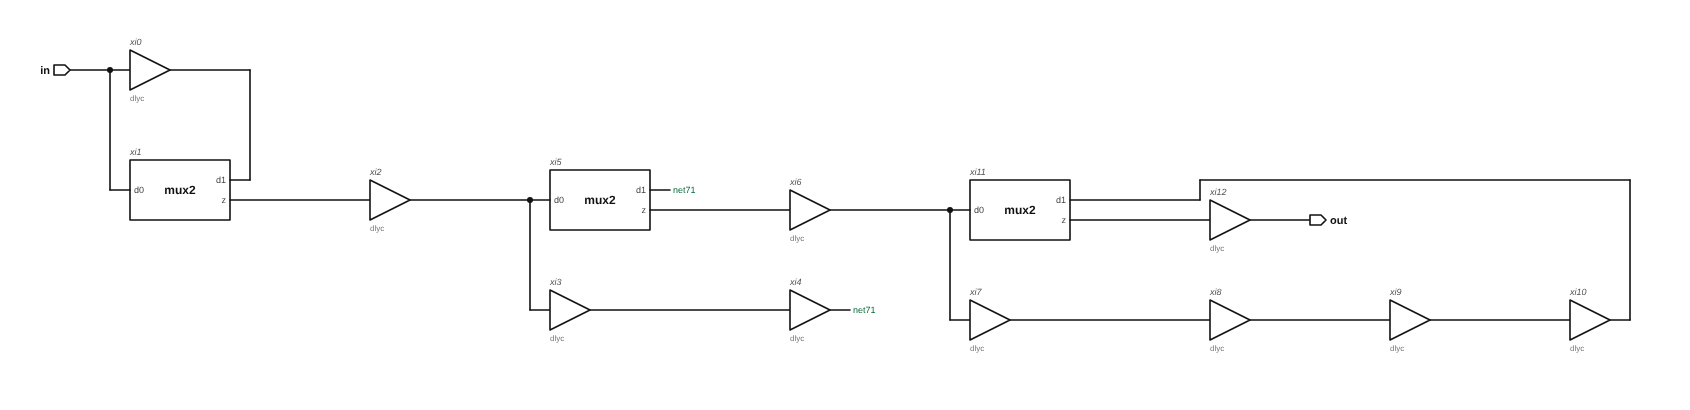 xi0
in
dlyc
xi1
d0
mux2
d1
z
xi2
dlyc
xi5
d0
mux2
d1
z
net71
xi6
dlyc
xi3
dlyc
xi4
net71
dlyc
xi11
d0
mux2
d1
z
xi12
out
dlyc
xi7
dlyc
xi8
dlyc
xi9
dlyc
xi10
dlyc